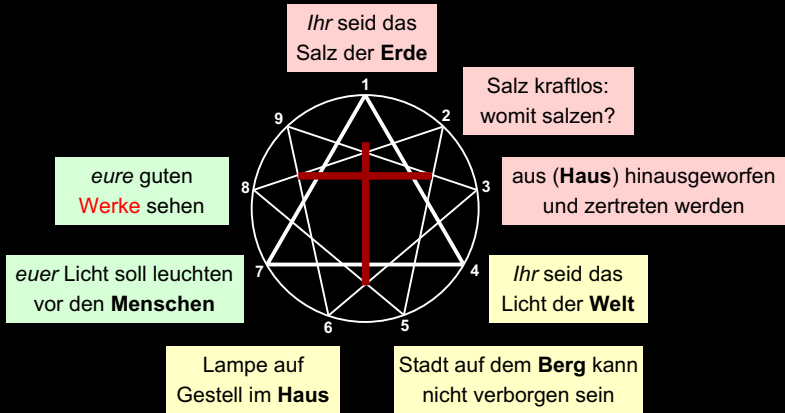 Ihr seid das
Salz der Erde
1
Salz kraftlos:
womit salzen?
2
aus (Haus) hinausgeworfen
und zertreten werden
3
Ihr seid das
Licht der Welt
4
Stadt auf dem Berg kann
nicht verborgen sein
5
Lampe auf
Gestell im Haus
6
euer Licht soll leuchten
vor den Menschen
7
eure guten
Werke sehen
8
9